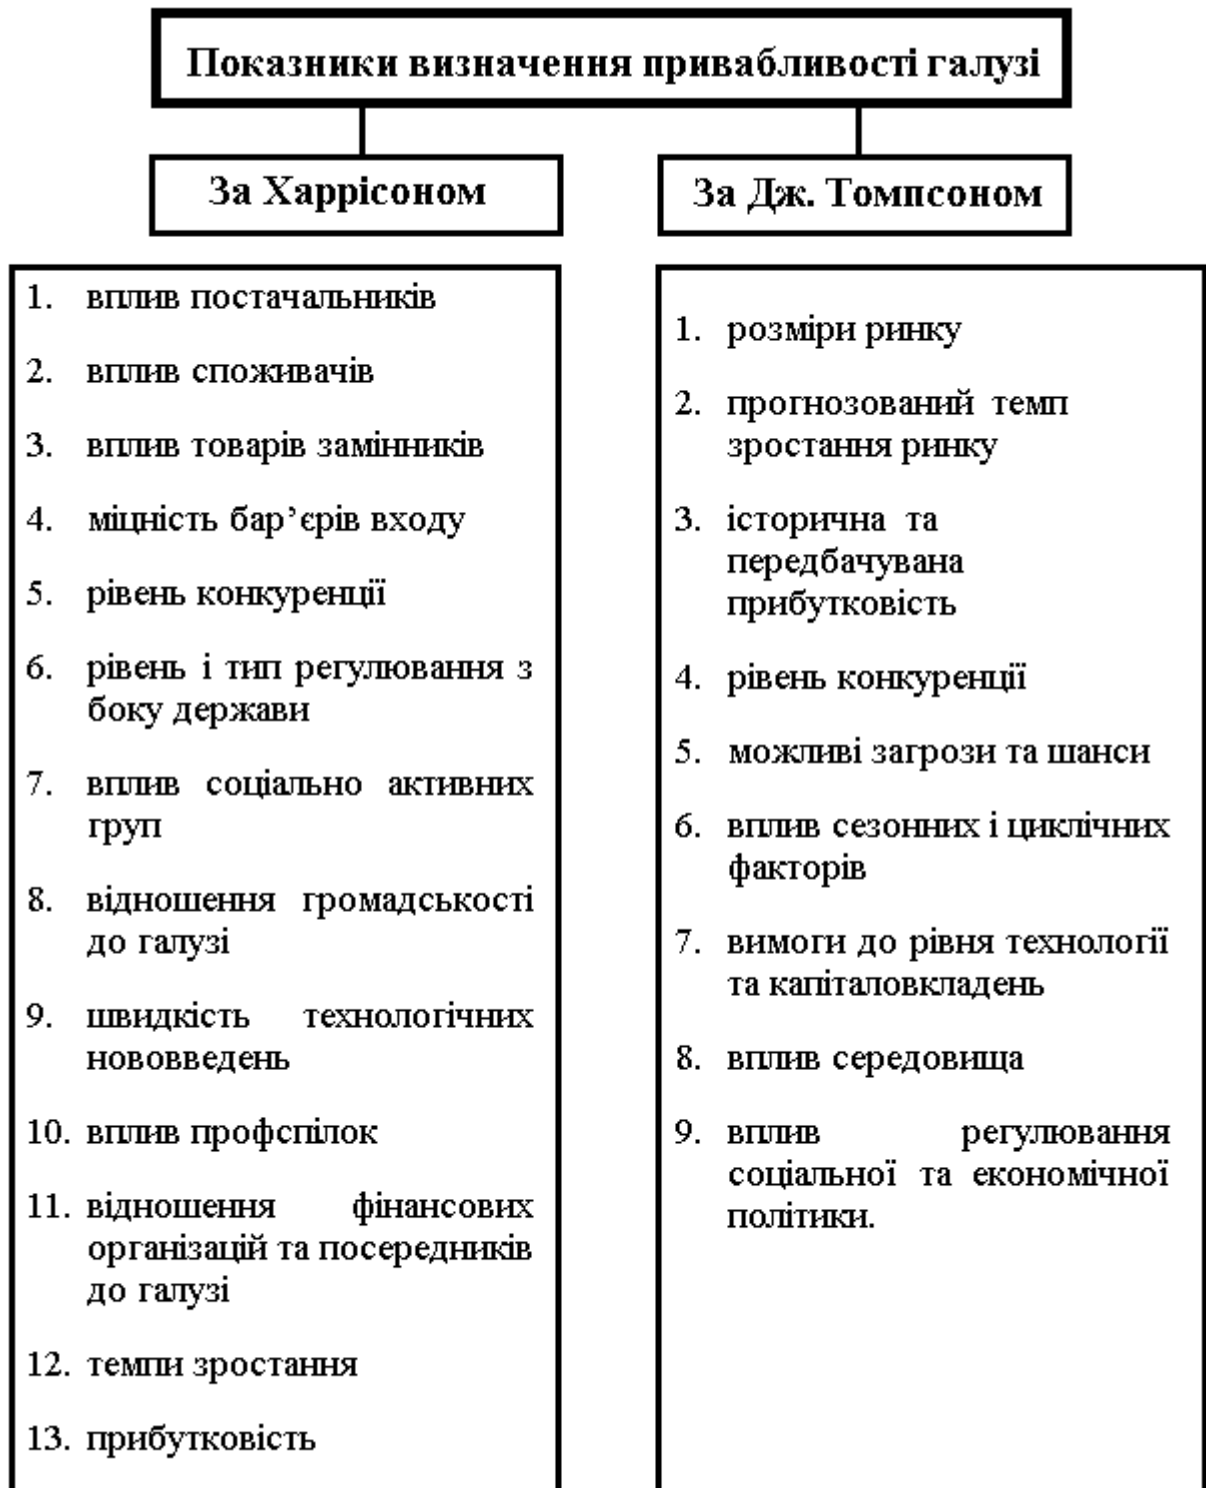 Показники визначення привабливості галузі
За Харрісоном
1. вплив постачальників
2. вплив споживачів
3. вплив товарів замінників
4. міцність бар’єрів входу
5. рівень конкуренції
6. рівень і тип регулювання з
боку держави
7. вплив соціально активних
груп
8. відношення громадськості
до галузі
9. швидкість технологічних
нововведень
10. вплив профспілок
11. відношення фінансових
організацій та посередників
до галузі
12. темпи зростання
13. прибутковість
За Дж. Томпсоном
1. розміри ринку
2. прогнозований темп
зростання ринку
3. історична та
передбачувана
прибутковість
4. рівень конкуренції
5. можливі загрози та шанси
6. вплив сезонних і циклічних
факторів
7. вимоги до рівня технології
та капіталовкладень
8. вплив середовища
9. вплив регулювання
соціальної та економічної
політики.